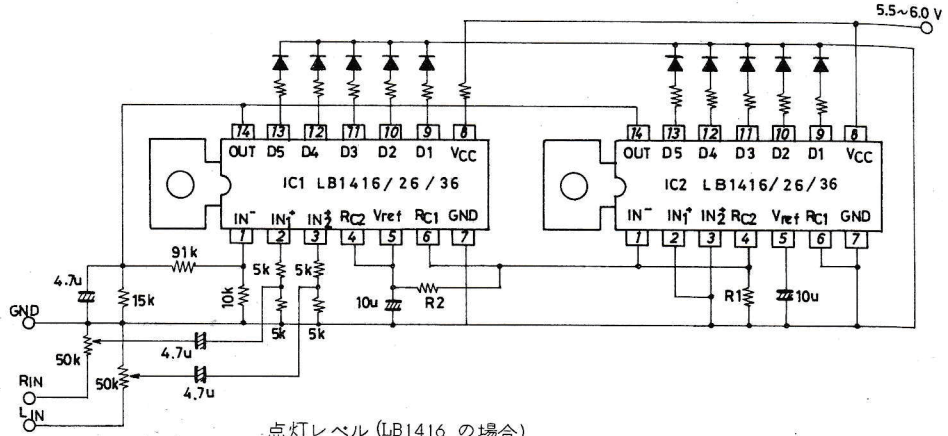 5.5~6.0 V
14 13 12 11 10 9 8
OUT D5 D4 D3 D2 D1 VCC
IC1 LB1416/26/36
IN⁻ IN1⁺ IN2⁺ RC2 Vref RC1 GND
1 2 3 4 5 6 7
14 13 12 11 10 9 8
OUT D5 D4 D3 D2 D1 VCC
IC2 LB1416/26/36
IN⁻ IN1⁺ IN2⁺ RC2 Vref RC1 GND
1 2 3 4 5 6 7
91k
5k
5k
4.7u
15k
10k
10u
R2
R1
10u
GND
5k
5k
50k
4.7u
RIN
50k
4.7u
LIN
点灯レベル (LB1416 の場合)